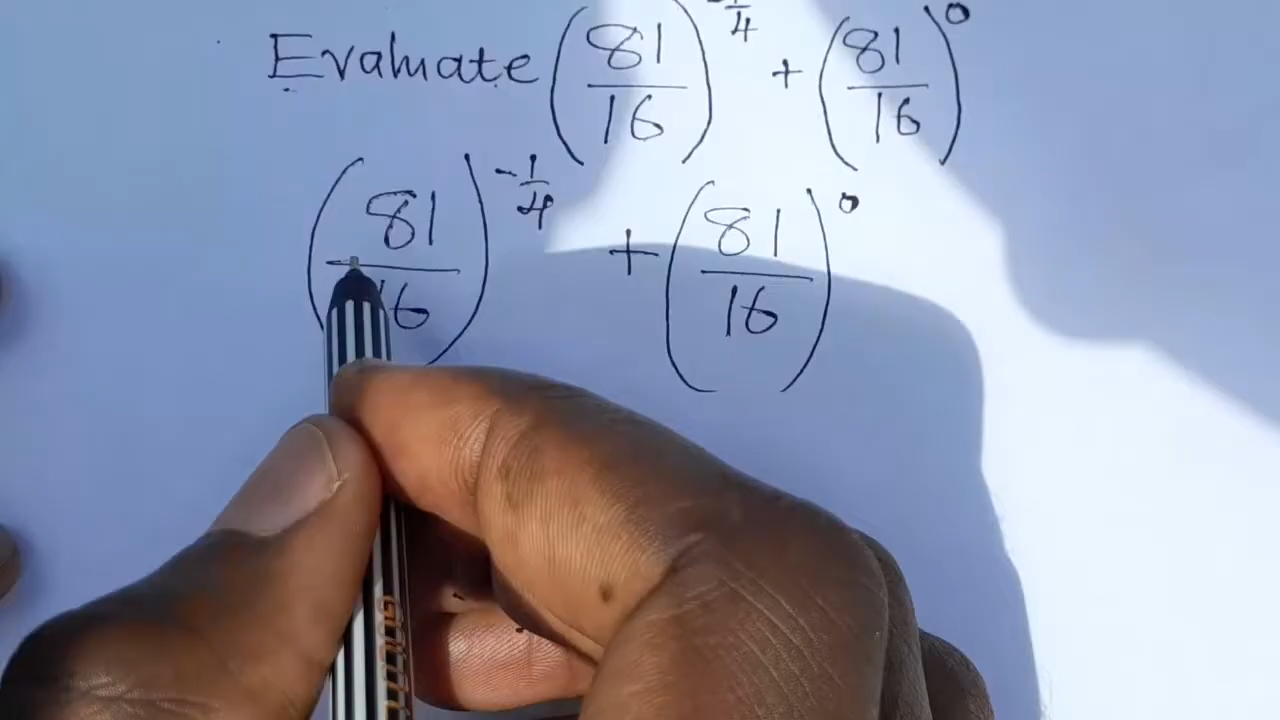 Evaluate (81/16)^-1/4 + (81/16)^0
(81/16)^-1/4 + (81/16)^0